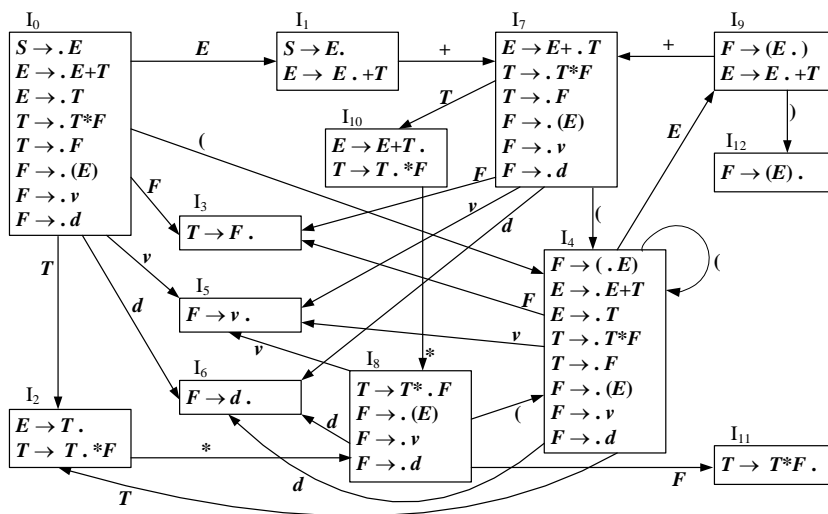 I0
S → . E
E → . E+T
E → . T
T → . T*F
T → . F
F → . (E)
F → . v
F → . d
E
I1
S → E.
E → E . +T
+
I7
E → E+ . T
T → . T*F
T → . F
F → . (E)
F → . v
F → . d
+
I9
F → (E . )
E → E . +T
)
I12
F → (E) .
T
I10
E → E+T .
T → T . *F
(
F
I3
T → F .
F
v
d
(
E
I4
F → ( . E)
E → . E+T
E → . T
T → . T*F
T → . F
F → . (E)
F → . v
F → . d
(
F
v
T
v
d
I5
F → v .
v
*
I6
F → d .
I8
T → T* . F
F → . (E)
F → . v
F → . d
d
(
I2
E → T .
T → T . *F
*
F
I11
T → T*F .
T
d